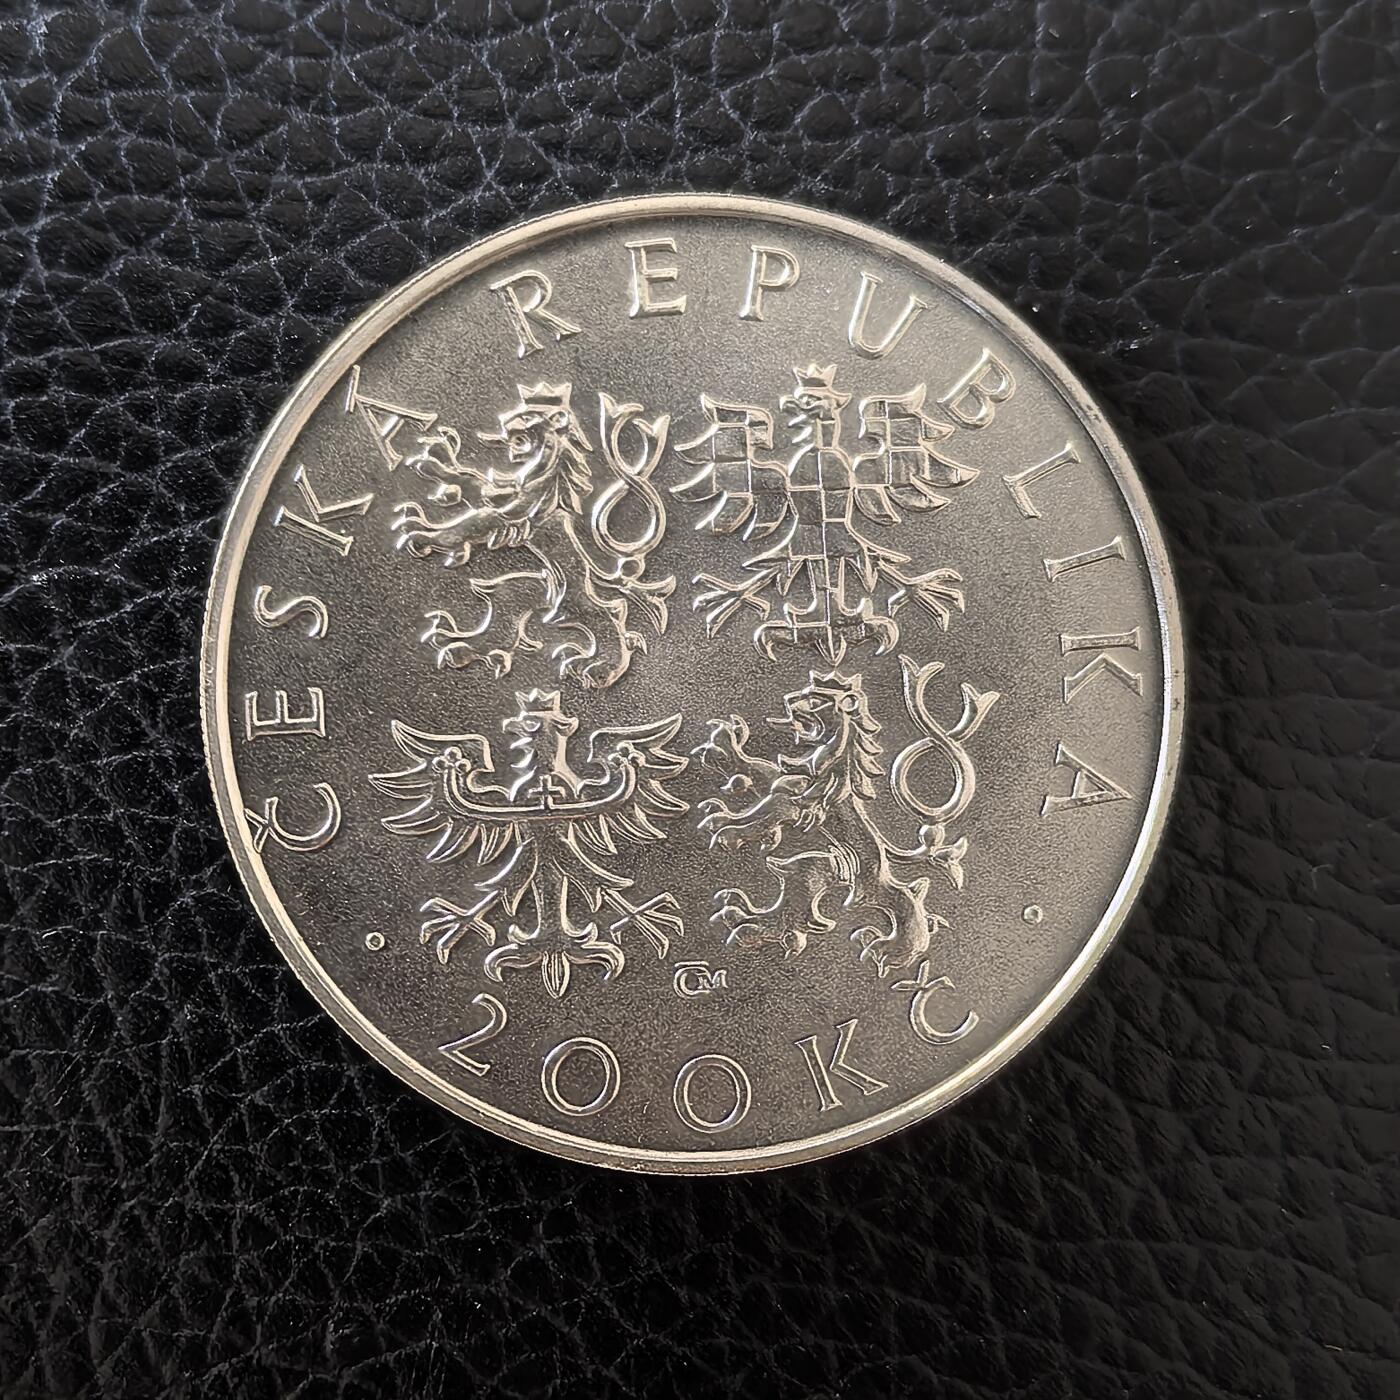 ČESKÁ REPUBLIKA
ČM
200 KČ